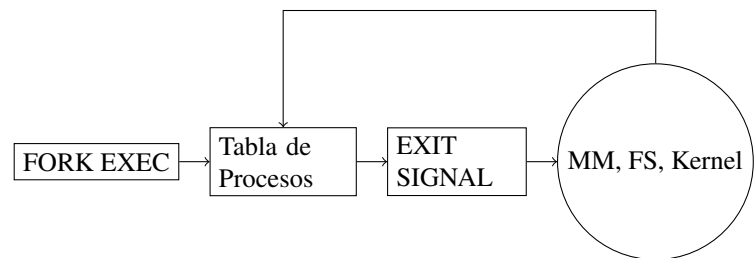 FORK EXEC
Tabla de
Procesos
EXIT
SIGNAL
MM, FS, Kernel